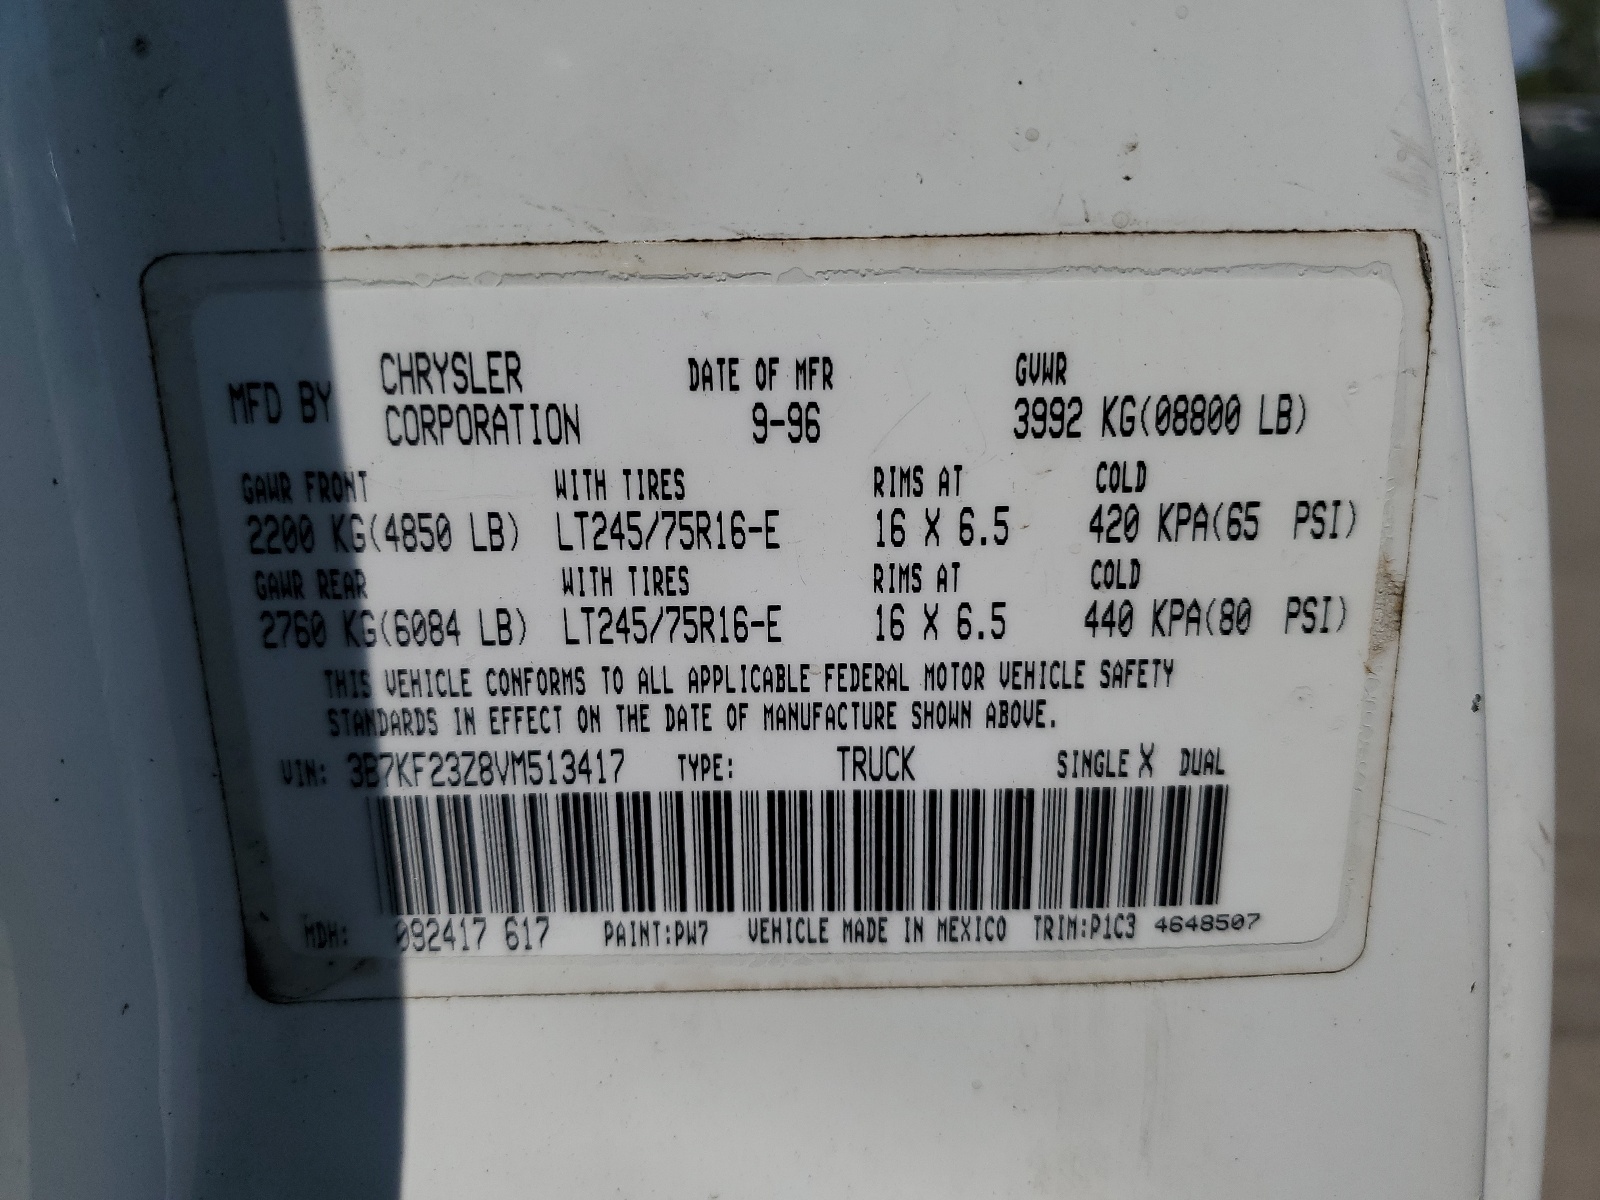 MFD BY CHRYSLER CORPORATION DATE OF MFR 9-96 GVWR 3992 KG(08800 LB)
GAWR FRONT WITH TIRES RIMS AT COLD
2200 KG(4850 LB) LT245/75R16-E 16 X 6.5 420 KPA(65 PSI)
GAWR REAR WITH TIRES RIMS AT COLD
2760 KG(6084 LB) LT245/75R16-E 16 X 6.5 440 KPA(80 PSI)
THIS VEHICLE CONFORMS TO ALL APPLICABLE FEDERAL MOTOR VEHICLE SAFETY
STANDARDS IN EFFECT ON THE DATE OF MANUFACTURE SHOWN ABOVE.
VIN: 3B7KF23Z8VM513417 TYPE: TRUCK SINGLE X DUAL
MDH: 092417 617 PAINT:PW7 VEHICLE MADE IN MEXICO TRIM:P1C3 4648507